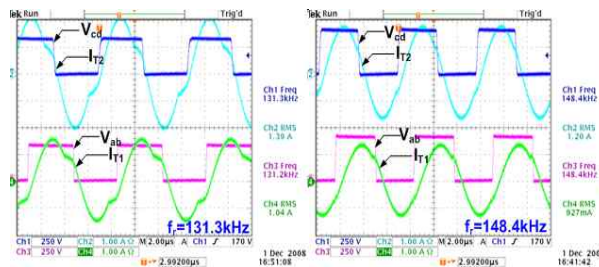 Tek Run Trig'd
Vcd
IT2
Ch1 Freq
131.3kHz
Ch2 RMS
1.39 A
Vab
IT1
Ch3 Freq
131.2kHz
Ch4 RMS
1.04 A
fr=131.3kHz
Ch1 250 V Ch2 1.00 A Ω M 2.00µs A Ch1 ∫ 170 V
Ch3 250 V Ch4 1.00 A Ω
2.99200µs
1 Dec 2008
16:51:08
Tek Run Trig'd
Vcd
IT2
Ch1 Freq
148.4kHz
Ch2 RMS
1.20 A
Vab
IT1
Ch3 Freq
148.4kHz
Ch4 RMS
927mA
fr=148.4kHz
Ch1 250 V Ch2 1.00 A Ω M 2.00µs A Ch1 ∫ 170 V
Ch3 250 V Ch4 1.00 A Ω
2.99200µs
1 Dec 200
16:41:42